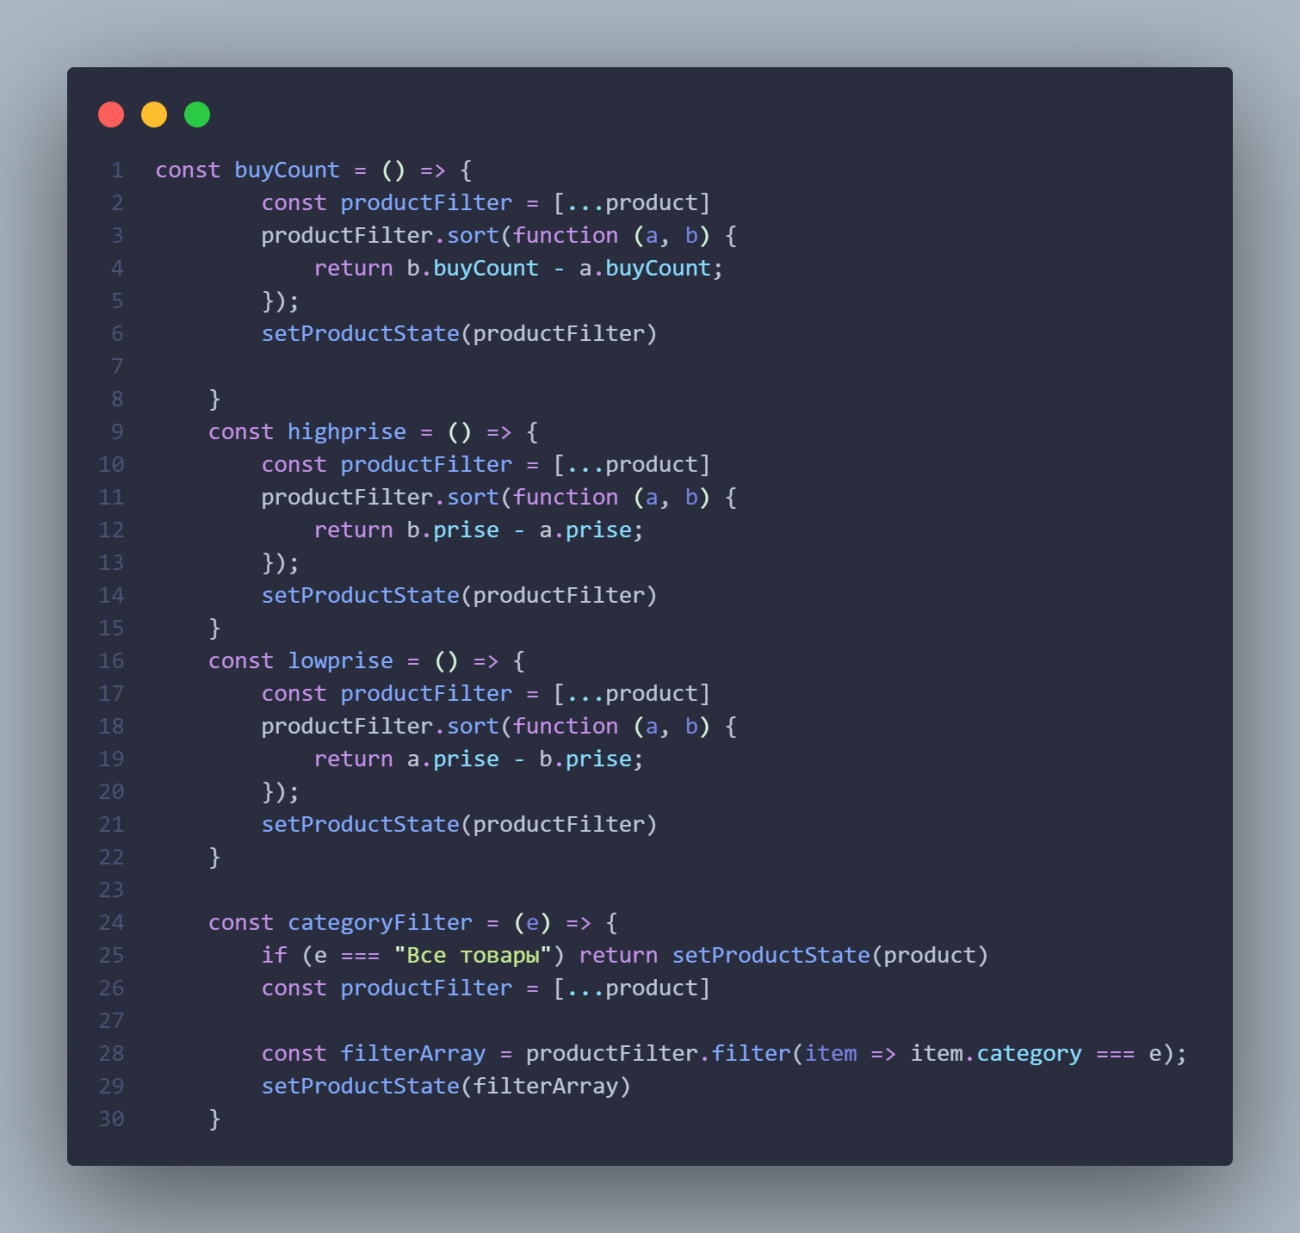 1 const buyCount = () => {
2 const productFilter = [...product]
3 productFilter.sort(function (a, b) {
4 return b.buyCount - a.buyCount;
5 });
6 setProductState(productFilter)
7
8 }
9 const highprise = () => {
10 const productFilter = [...product]
11 productFilter.sort(function (a, b) {
12 return b.prise - a.prise;
13 });
14 setProductState(productFilter)
15 }
16 const lowprise = () => {
17 const productFilter = [...product]
18 productFilter.sort(function (a, b) {
19 return a.prise - b.prise;
20 });
21 setProductState(productFilter)
22 }
23
24 const categoryFilter = (e) => {
25 if (e === "Все товары") return setProductState(product)
26 const productFilter = [...product]
27
28 const filterArray = productFilter.filter(item => item.category === e);
29 setProductState(filterArray)
30 }